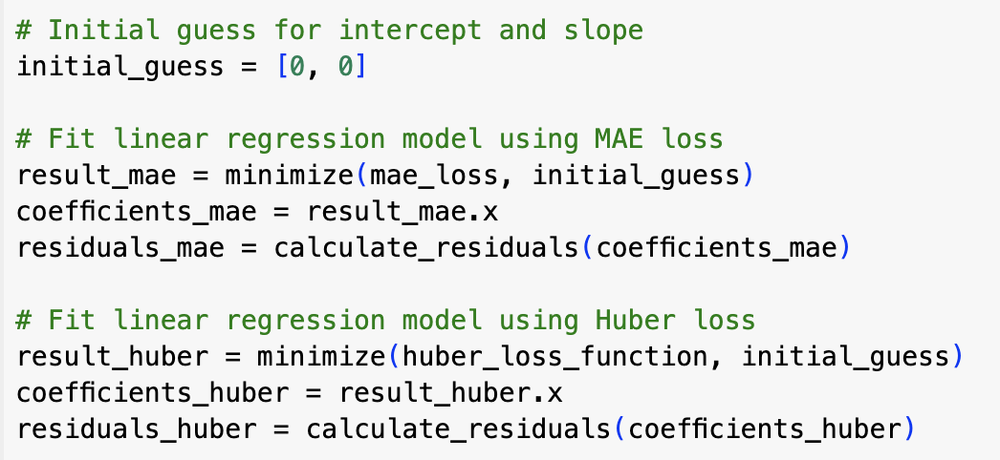 # Initial guess for intercept and slope
initial_guess = [0, 0]
# Fit linear regression model using MAE loss
result_mae = minimize(mae_loss, initial_guess)
coefficients_mae = result_mae.x
residuals_mae = calculate_residuals(coefficients_mae)
# Fit linear regression model using Huber loss
result_huber = minimize(huber_loss_function, initial_guess)
coefficients_huber = result_huber.x
residuals_huber = calculate_residuals(coefficients_huber)